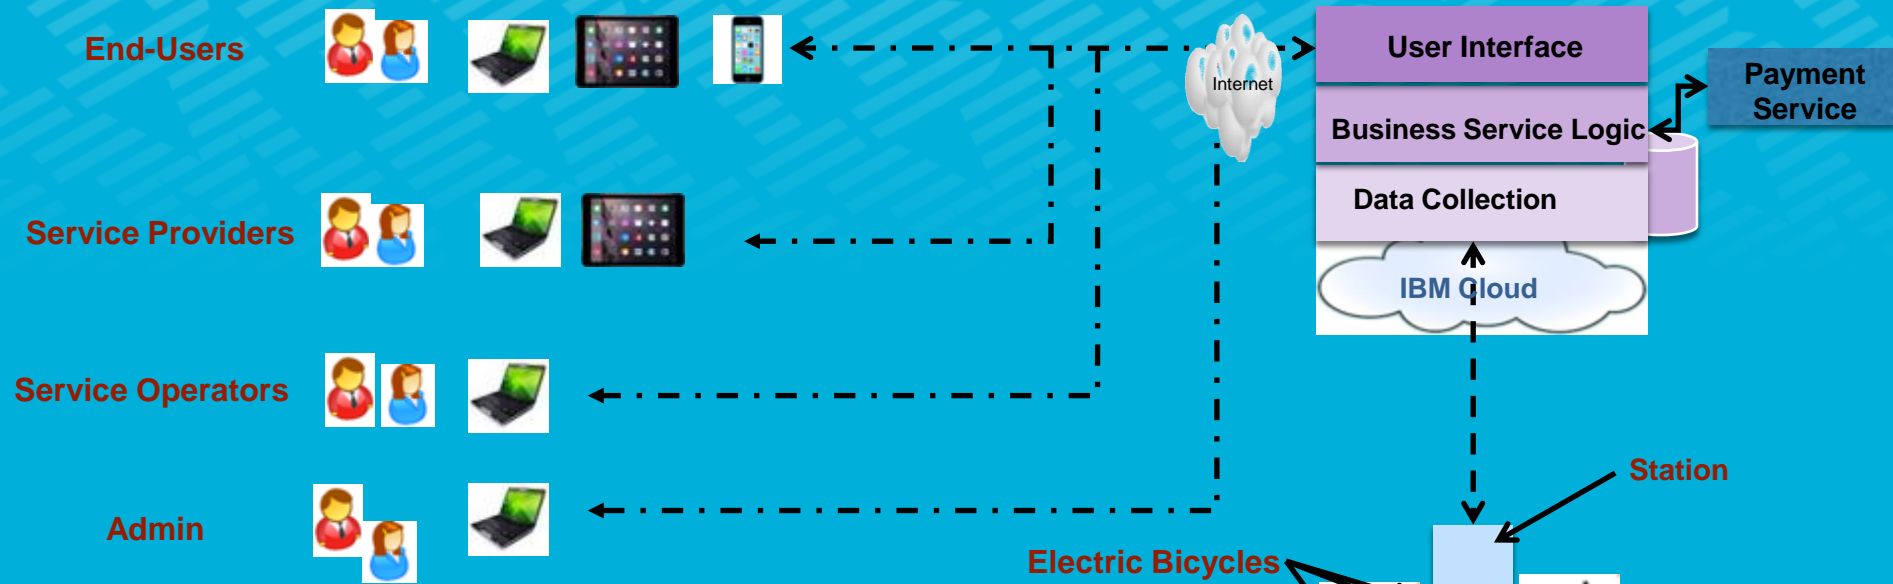 End-Users
Internet
User Interface
Payment
Service
Business Service Logic
Data Collection
Service Providers
IBM Cloud
Service Operators
Station
Admin
Electric Bicycles